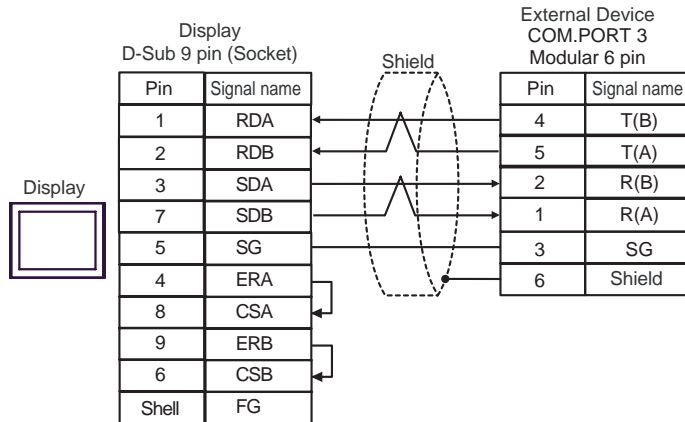 Display
D-Sub 9 pin (Socket)
Shield
External Device
COM.PORT 3
Modular 6 pin
Pin Signal name
Pin Signal name
1 RDA
4 T(B)
2 RDB
5 T(A)
3 SDA
2 R(B)
Display
7 SDB
1 R(A)
5 SG
3 SG
4 ERA
6 Shield
8 CSA
9 ERB
6 CSB
Shell FG